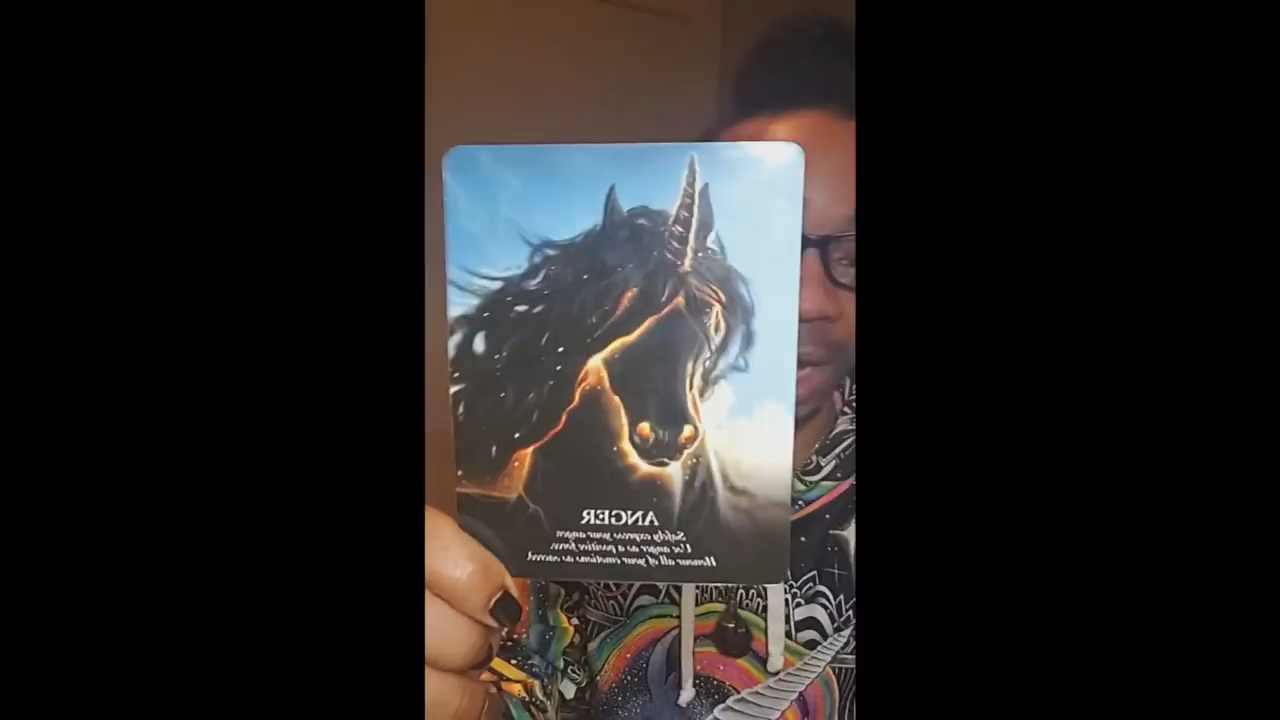 ANGER
Safely express your anger.
Use anger as a positive force.
Honour all of your emotions as sacred.